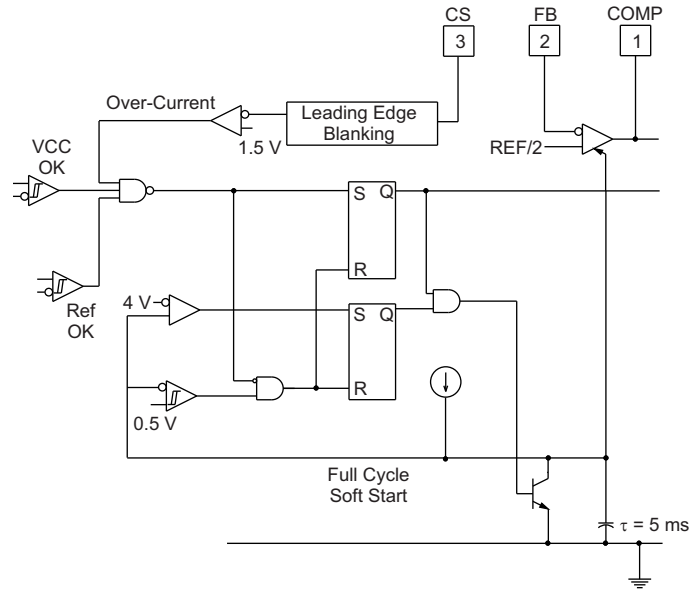 CS
FB
COMP
3
2
1
Over-Current
Leading Edge
Blanking
1.5 V
REF/2
VCC
OK
S Q
R
Ref
OK
4 V
S Q
R
0.5 V
Full Cycle
Soft Start
τ = 5 ms